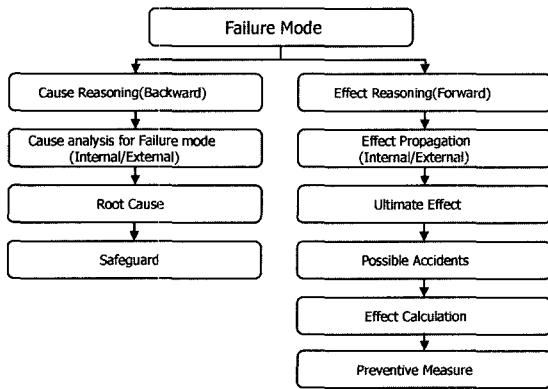 Failure Mode
Cause Reasoning(Backward)
Cause analysis for Failure mode
(Internal/External)
Root Cause
Safeguard
Effect Reasoning(Forward)
Effect Propagation
(Internal/External)
Ultimate Effect
Possible Accidents
Effect Calculation
Preventive Measure